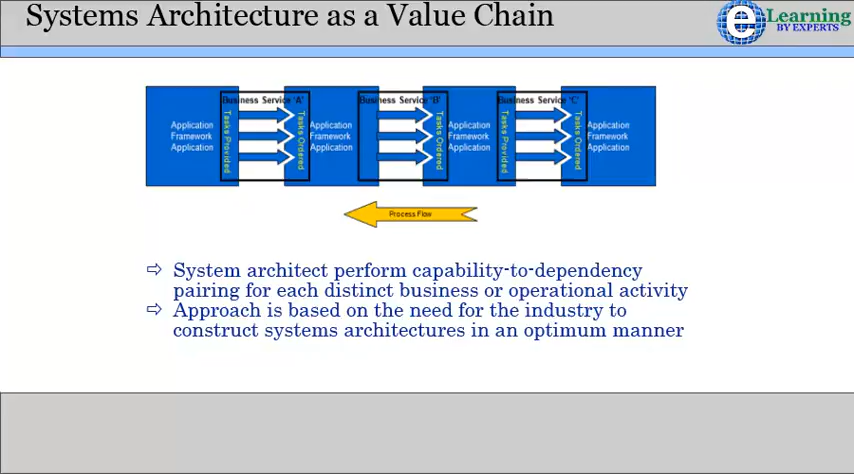 Systems Architecture as a Value Chain
e Learning
BY EXPERTS
Business Service 'A'
Business Service 'B'
Business Service 'C'
Application
Framework
Application
Tasks Provided
Tasks Ordered
Application
Framework
Application
Tasks Ordered
Application
Framework
Application
Tasks Provided
Tasks Ordered
Application
Framework
Application
Process Flow
⇨ System architect perform capability-to-dependency
pairing for each distinct business or operational activity
⇨ Approach is based on the need for the industry to
construct systems architectures in an optimum manner